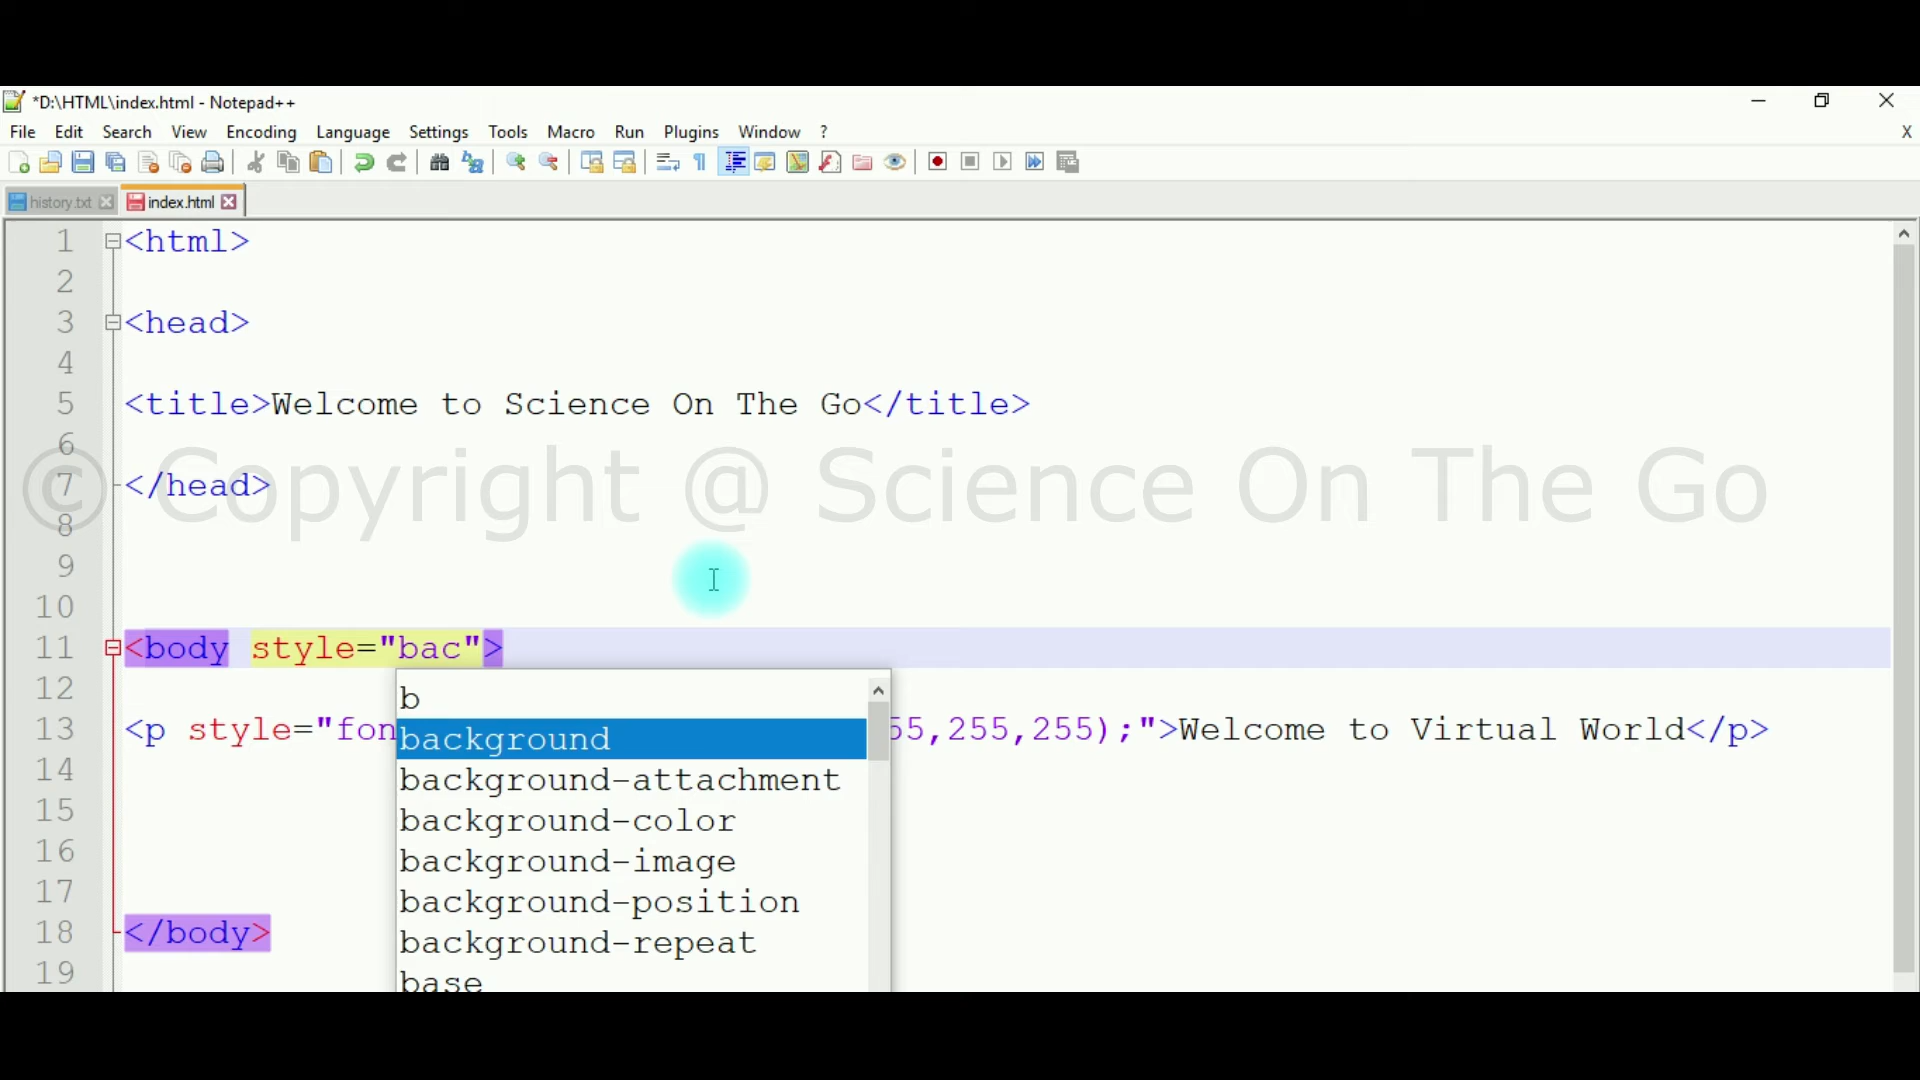 *D:\HTML\index.html - Notepad++
File Edit Search View Encoding Language Settings Tools Macro Run Plugins Window ? X
history.txt index.html
1 <html>
2
3 <head>
4
5 <title>Welcome to Science On The Go</title>
6
© Copyright @ Science On The Go
7 </head>
8
9
10
11 <body style="bac">
12
b
13 <p style="fon 55,255,255);">Welcome to Virtual World</p>
background
14
background-attachment
15
background-color
16
background-image
17
background-position
18 </body>
background-repeat
19
base